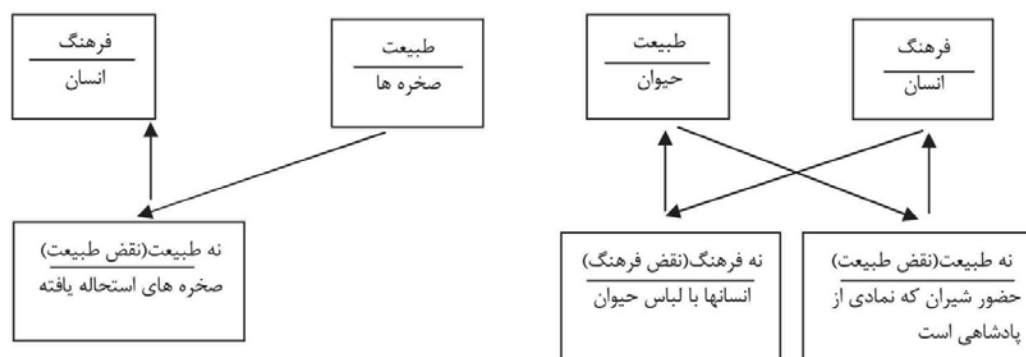 فرهنگ
انسان
طبیعت
حیوان
طبیعت
صخره ها
فرهنگ
انسان
نه طبیعت(نقض طبیعت)
حضور شیران که نمادی از
پادشاهی است
نه فرهنگ(نقض فرهنگ)
انسانها با لباس حیوان
نه طبیعت(نقض طبیعت)
صخره های استحاله یافته